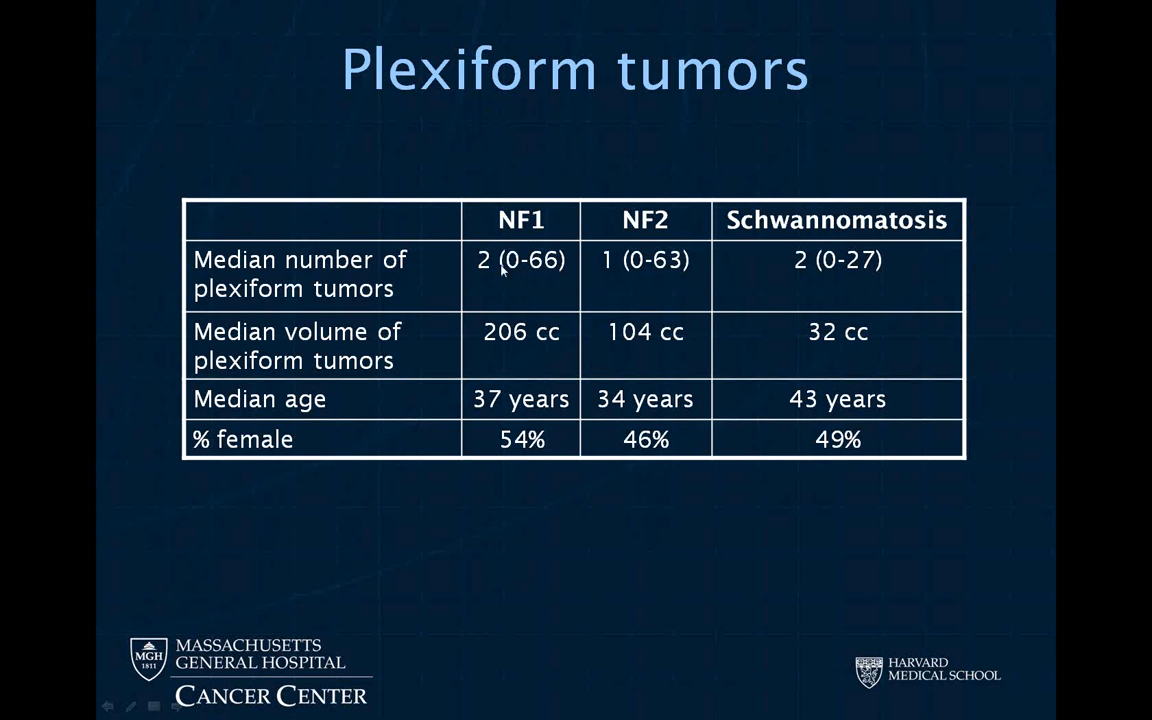 Plexiform tumors
NF1 NF2 Schwannomatosis
Median number of plexiform tumors 2 (0-66) 1 (0-63) 2 (0-27)
Median volume of plexiform tumors 206 cc 104 cc 32 cc
Median age 37 years 34 years 43 years
% female 54% 46% 49%
MGH
1811
MASSACHUSETTS
GENERAL HOSPITAL
CANCER CENTER
HARVARD
MEDICAL SCHOOL